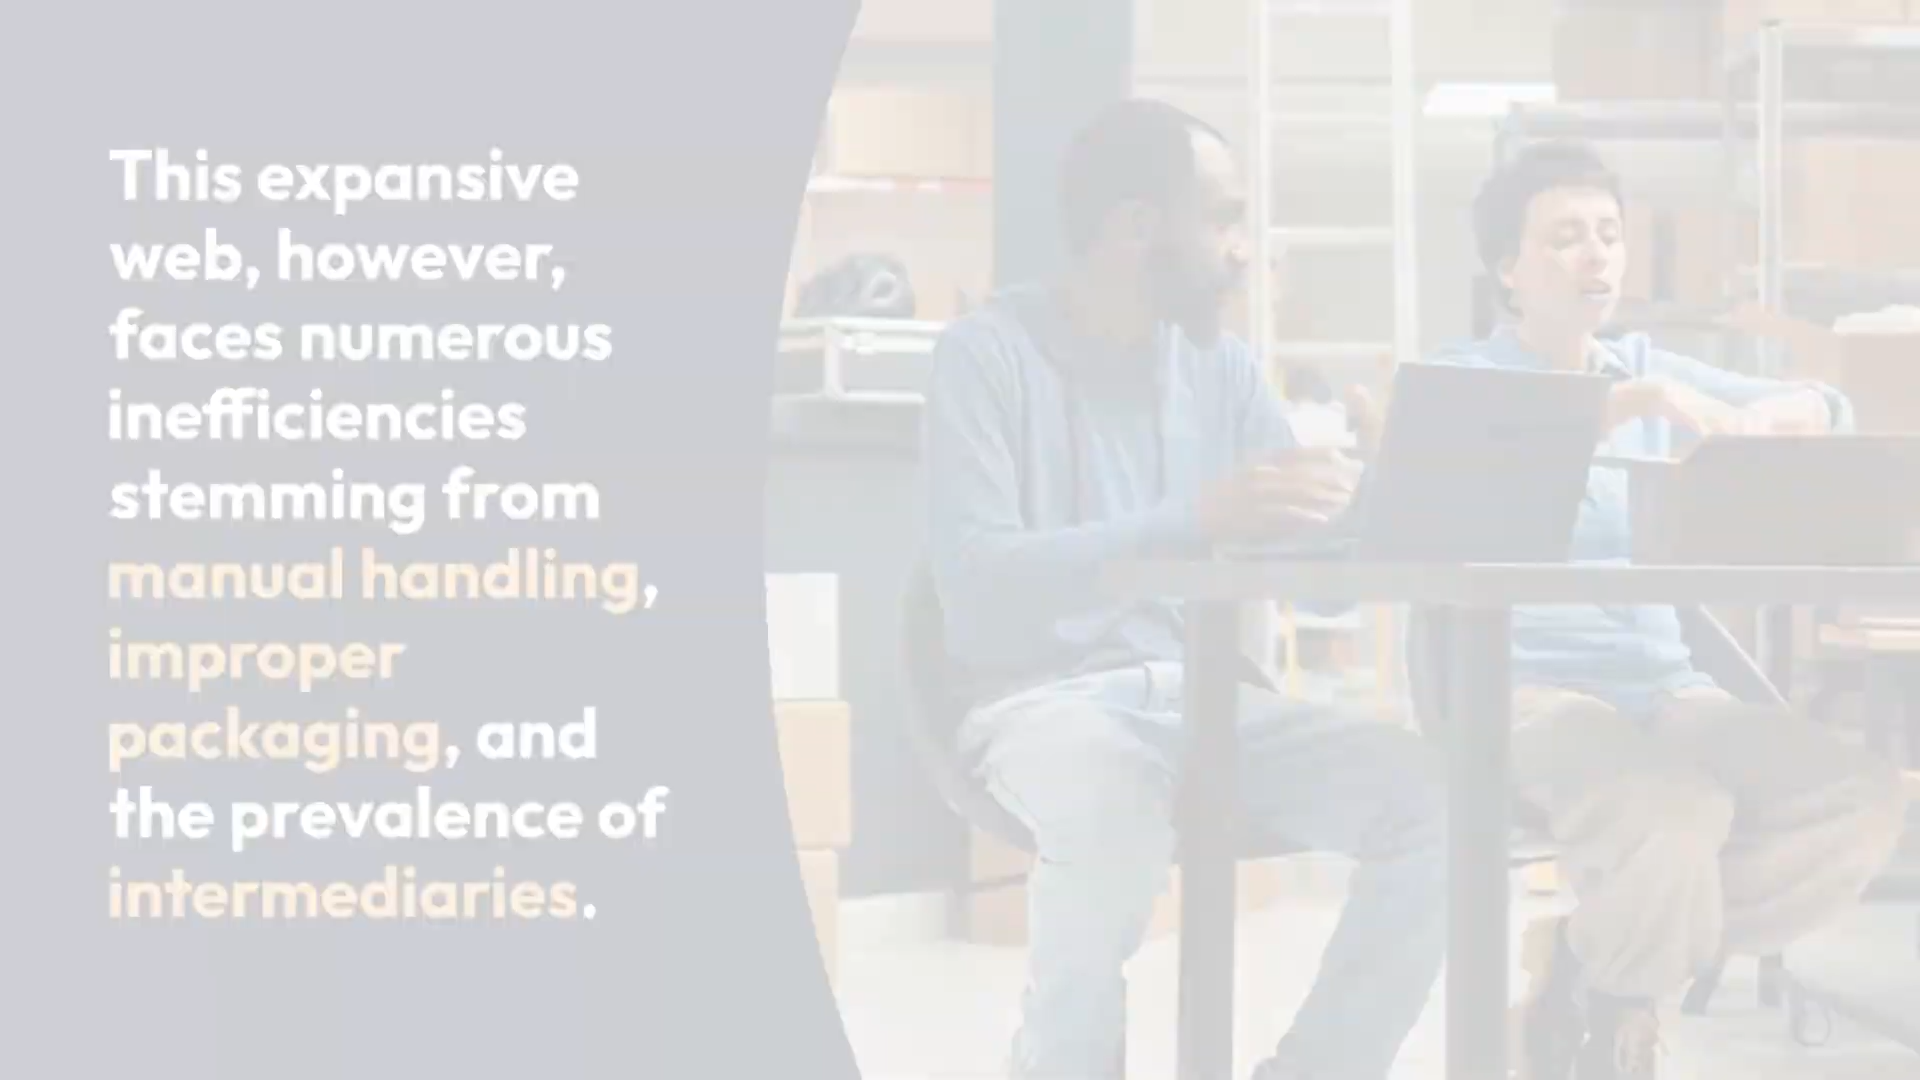 This expansive
web, however,
faces numerous
inefficiencies
stemming from
manual handling,
improper
packaging, and
the prevalence of
intermediaries.